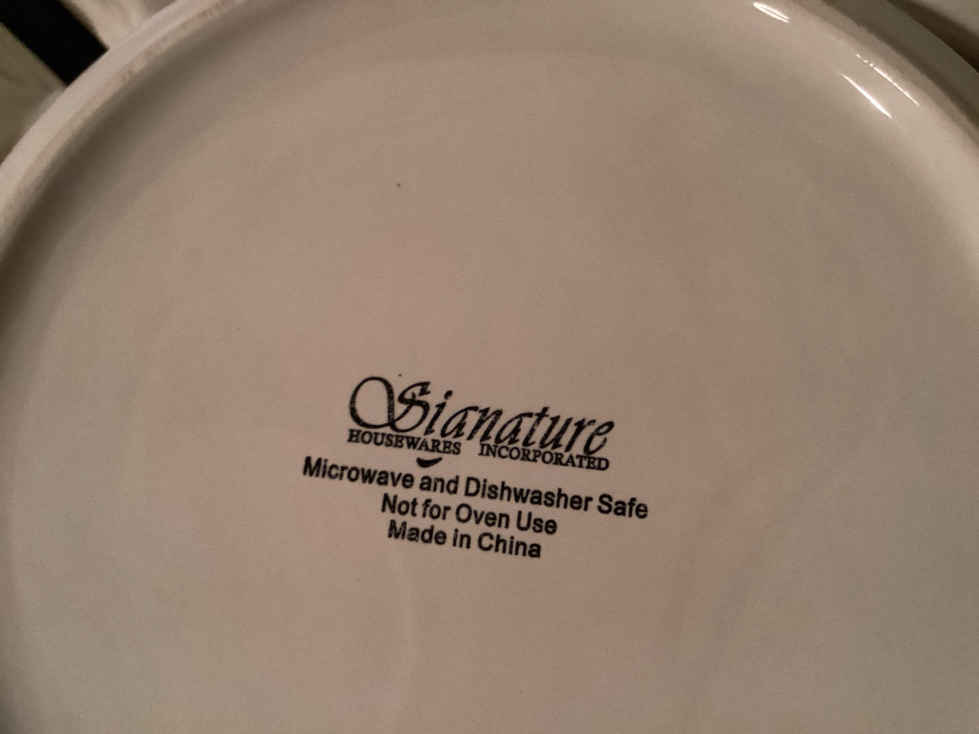 Signature
HOUSEWARES INCORPORATED
Microwave and Dishwasher Safe
Not for Oven Use
Made in China